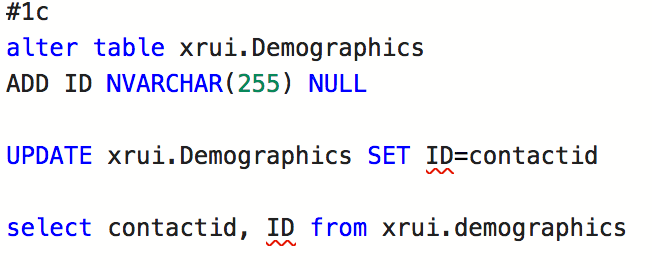 #1c
alter table xrui.Demographics
ADD ID NVARCHAR(255) NULL
UPDATE xrui.Demographics SET ID=contactid
select contactid, ID from xrui.demographics